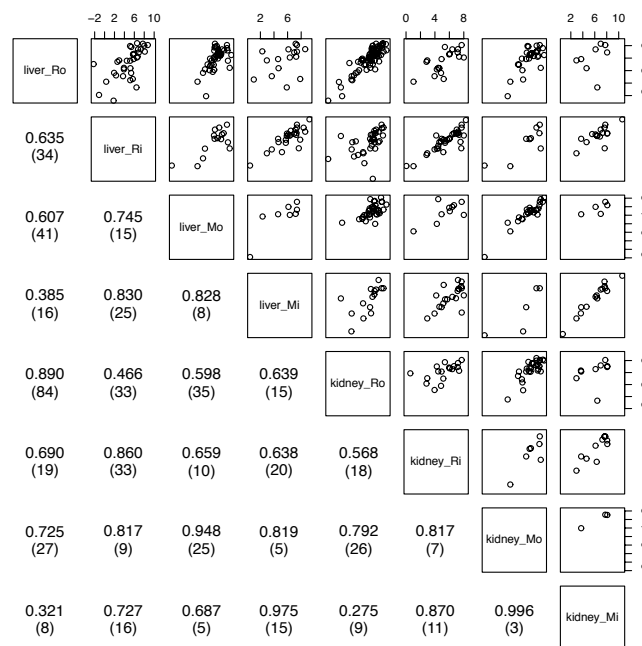 −2 2 6 10
2 6
0 4 8
2 6 10
liver_Ro
0.635
(34)
liver_Ri
0.607 0.745
(41) (15)
liver_Mo
0.385 0.830 0.828
(16) (25) (8)
liver_Mi
0.890 0.466 0.598 0.639
(84) (33) (35) (15)
kidney_Ro
0.690 0.860 0.659 0.638 0.568
(19) (33) (10) (20) (18)
kidney_Ri
0.725 0.817 0.948 0.819 0.792 0.817
(27) (9) (25) (5) (26) (7)
kidney_Mo
0.321 0.727 0.687 0.975 0.275 0.870 0.996
(8) (16) (5) (15) (9) (11) (3)
kidney_Mi